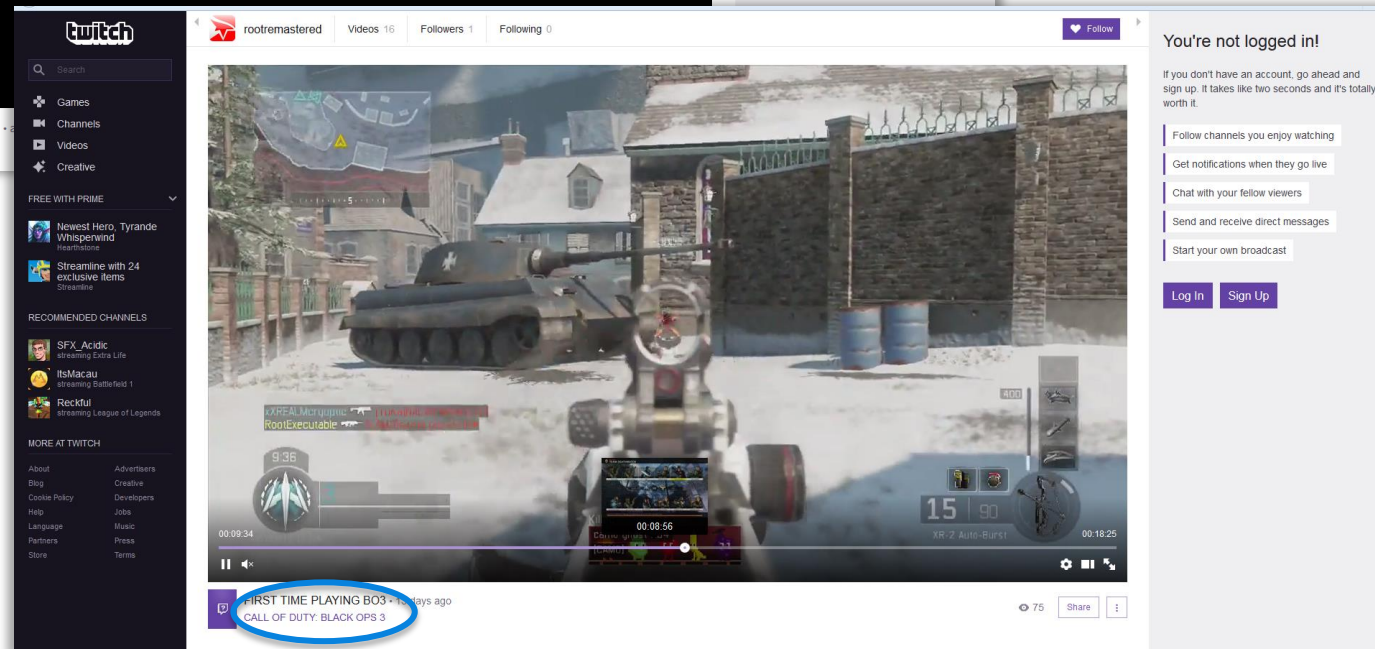 twitch
Search
Games
Channels
Videos
Creative
FREE WITH PRIME
Newest Hero, Tyrande
Whisperwind
Hearthstone
Streamline with 24
exclusive items
Streamline
RECOMMENDED CHANNELS
SFX_Acidic
streaming Extra Life
ItsMacau
streaming Battlefield 1
Reckful
streaming League of Legends
MORE AT TWITCH
About Advertisers
Blog Creative
Cookie Policy Developers
Help Jobs
Language Music
Partners Press
Store Terms
rootremastered Videos 16 Followers 1 Following 0 Follow
5
xXREALMcryopnic
RootExecutable
9:36
400
15 90
XR-2 Auto-Burst
00:08:56
00:09:34 00:18:25
FIRST TIME PLAYING BO3 • days ago
CALL OF DUTY: BLACK OPS 3
75 Share
You're not logged in!
If you don't have an account, go ahead and
sign up. It takes like two seconds and it's totally
worth it.
Follow channels you enjoy watching
Get notifications when they go live
Chat with your fellow viewers
Send and receive direct messages
Start your own broadcast
Log In Sign Up